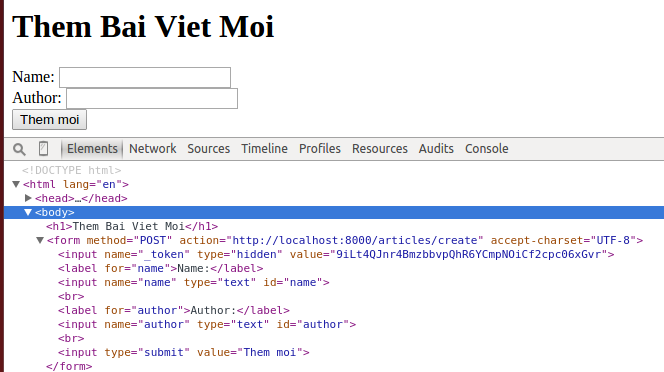 Them Bai Viet Moi
Name:
Author:
Them moi
Elements Network Sources Timeline Profiles Resources Audits Console
<!DOCTYPE html>
<html lang="en">
<head>…</head>
<body>
<h1>Them Bai Viet Moi</h1>
<form method="POST" action="http://localhost:8000/articles/create" accept-charset="UTF-8">
<input name="_token" type="hidden" value="9iLt4QJnr4BmzbbvpQhR6YCmpNOiCf2cpc06xGvr">
<label for="name">Name:</label>
<input name="name" type="text" id="name">
<br>
<label for="author">Author:</label>
<input name="author" type="text" id="author">
<br>
<input type="submit" value="Them moi">
</form>